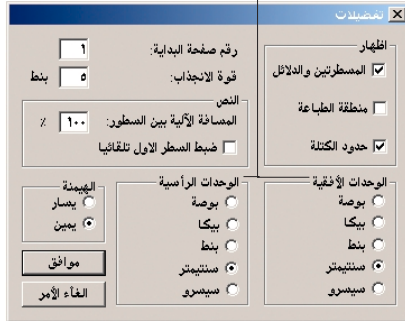 تفضيلات
اظهار
المسطرتين والدلائل
منطقة الطباعة
حدود الكتلة
رقم صفحة البداية: ١
قوة الانجذاب: ٥ بنط
النص
المسافة الآلية بين السطور: ١٠٠ ٪
ضبط السطر الاول تلقائيا
الوحدات الأفقية
بوصة
بيكا
بنط
سنتيمتر
سيسرو
الوحدات الرأسية
بوصة
بيكا
بنط
سنتيمتر
سيسرو
الهيمنة
يسار
يمين
موافق
الغاء الأمر